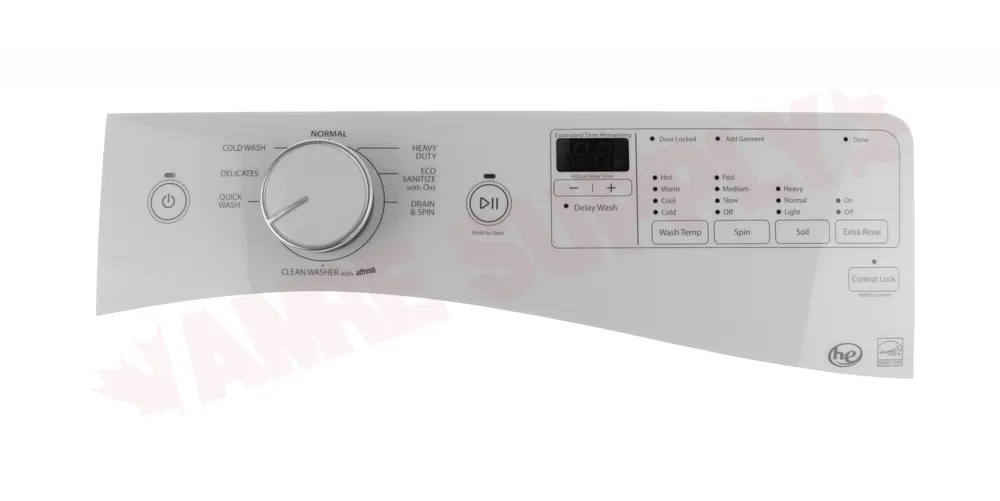 NORMAL
COLD WASH
DELICATES
QUICK
WASH
HEAVY
DUTY
ECO
SANITIZE
with Oxi
DRAIN
& SPIN
CLEAN WASHER with affresh
Hold to Start
Estimated Time Remaining
Adjust Delay Time
− | +
Delay Wash
Door Locked
Add Garment
Done
Hot
Warm
Cool
Cold
Wash Temp
Fast
Medium
Slow
Off
Spin
Heavy
Normal
Light
Soil
On
Off
Extra Rinse
Control Lock
Hold 3 seconds
he
AMRE SUPPLY